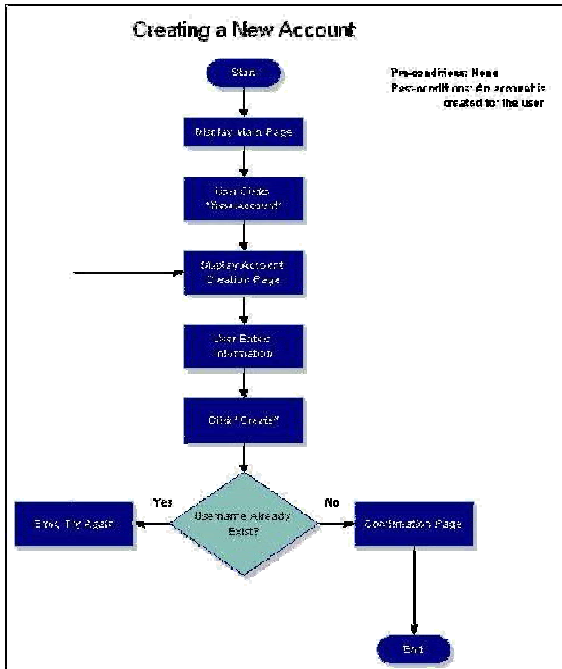 Creating a New Account
Start
Pre-conditions: None
Post-conditions: An account is
created for the user
Display Main Page
User Clicks
"New Account"
Display Account
Creation Page
User Enters
Information
Click "Create"
Yes
No
Username Already
Exist?
Error, Try Again
Confirmation Page
End